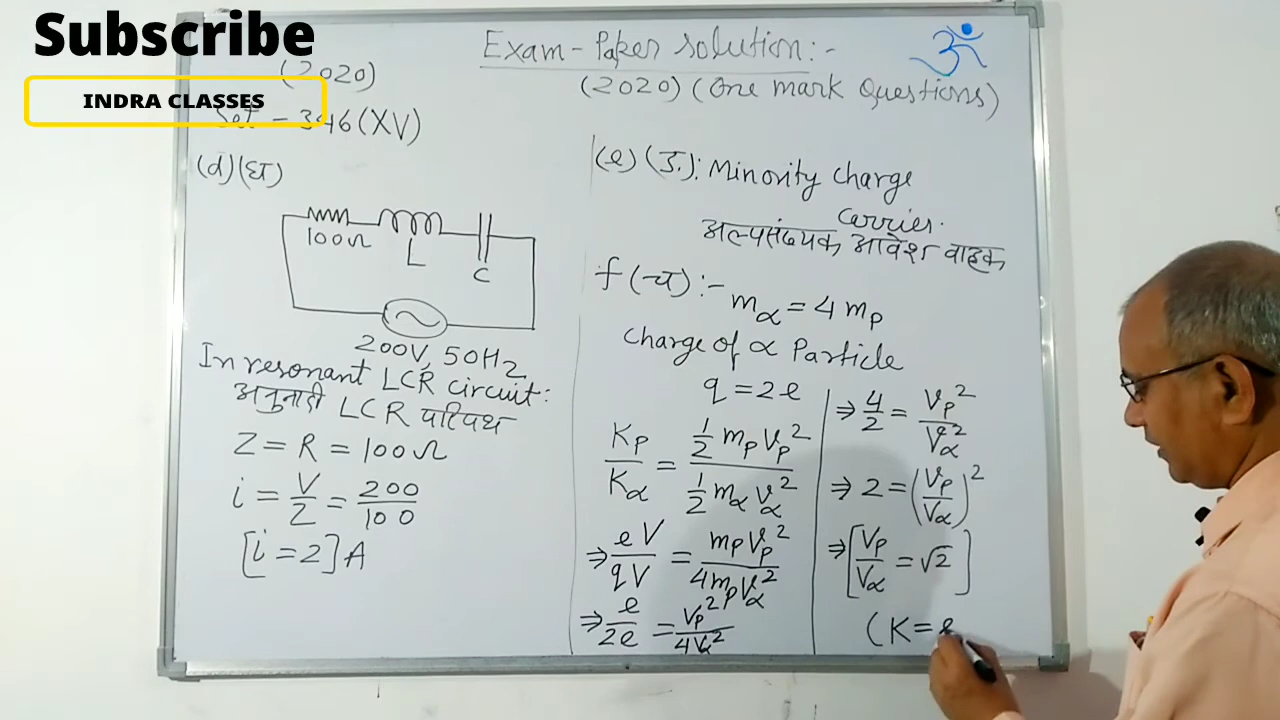 Subscribe
INDRA CLASSES
(2020)
Set - 346 (XV)
Exam - Paper solution:-
(2020) (One mark Questions)
ॐ
(d) (घ)
100Ω
L
C
200V, 50Hz
In resonant LCR circuit:
अनुनादी LCR परिपथ
Z = R = 100Ω
i = V/Z = 200/100
[i = 2] A
(e) (ङ): Minority Charge
Carrier.
अल्पसंख्यक आवेश वाहक
f (च) :- mα = 4 mp
Charge of α Particle
q = 2e
Kp/Kα = ½ mp Vp²/½ mα Vα²
⇒ eV/qV = mp Vp²/4mp Vα²
⇒ e/2e = Vp²/4Vα²
⇒ 4/2 = Vp²/Vα²
⇒ 2 = (Vp/Vα)²
⇒ [Vp/Vα = √2]
(K = e